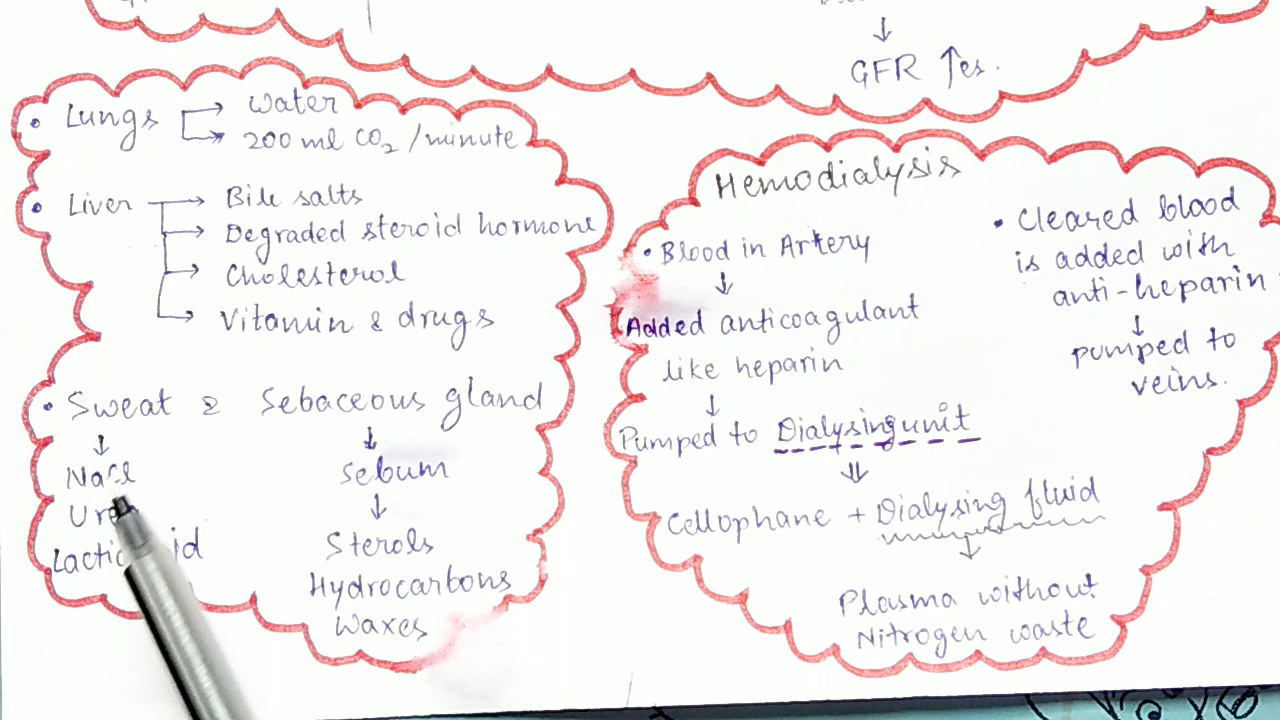 GFR ↑es.
• Lungs → Water
→ 200 ml CO₂ /minute
• Liver → Bile salts
→ Degraded steroid hormone
→ Cholesterol
→ Vitamin & drugs
• Sweat & Sebaceous gland
↓ ↓
NaCl Sebum
↓
Sterols
Hydrocarbons
Waxes
Hemodialysis
• Blood in Artery
↓
Added anticoagulant
like heparin
↓
Pumped to Dialysing unit
⇓
Cellophane + Dialysing fluid
↓
Plasma without
Nitrogen waste
• Cleared blood
is added with
anti-heparin
↓
pumped to
veins.